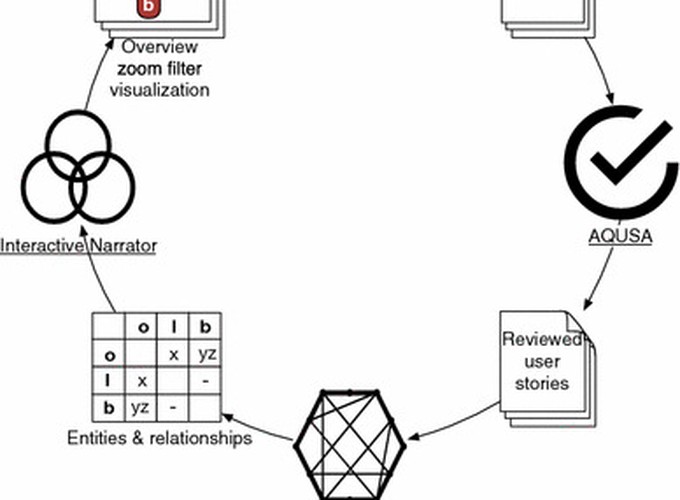 b
Overview
zoom filter
visualization
Interactive Narrator
AQUSA
o l b
o x yz
l x -
b yz -
Reviewed
user
stories
Entities & relationships